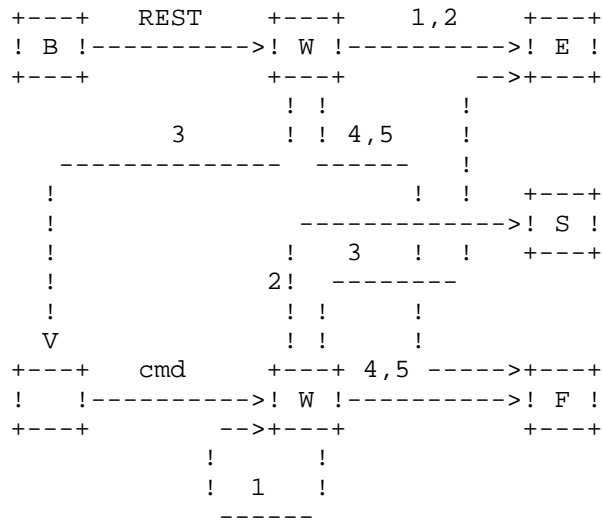 +---+   REST    +---+    1,2    +---+
! B !---------->! W !---------->! E !
+---+           +---+        -->+---+
                 ! !        !
         3       ! ! 4,5    !
   --------------  ------   !
  !                      !  !   +---+
  !               ------------->! S !
  !              !   3   !  !   +---+
  !             2!  --------
  !              ! !     !
  V              ! !     !
+---+   cmd     +---+ 4,5 ----->+---+
!   !---------->! W !---------->! F !
+---+        -->+---+           +---+
            !      !
            !  1   !
             ------